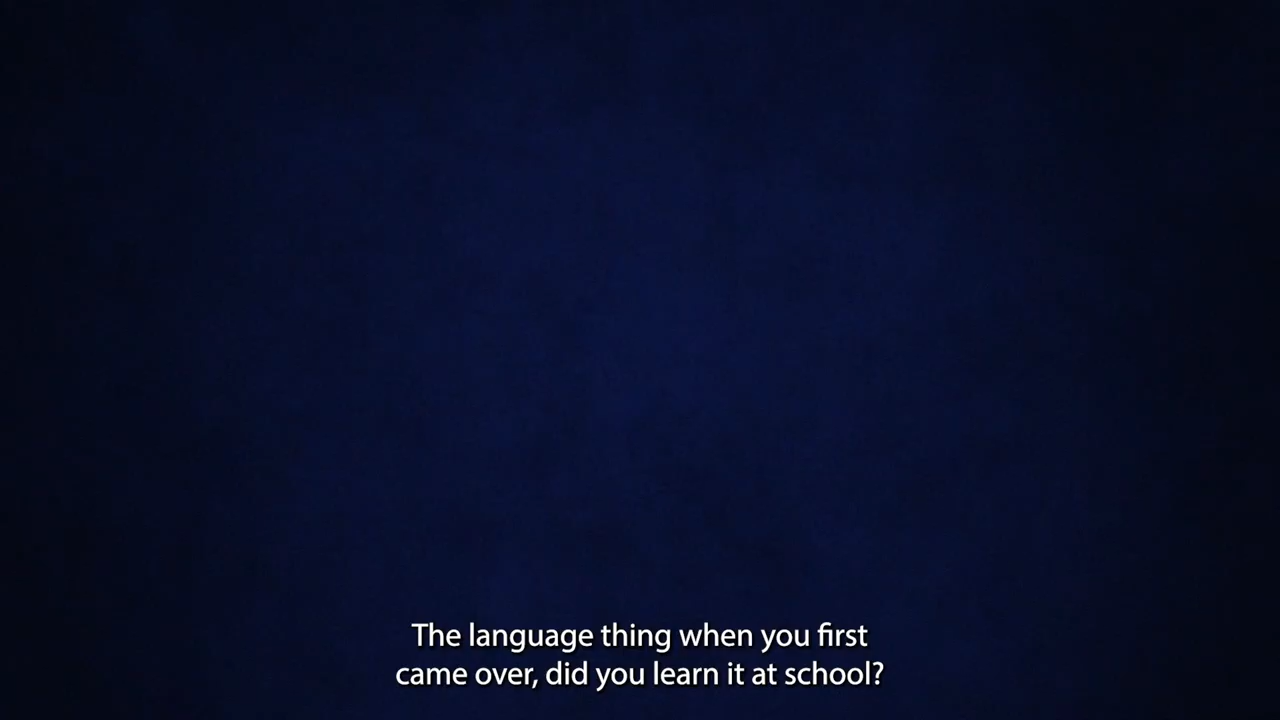 The language thing when you first
came over, did you learn it at school?